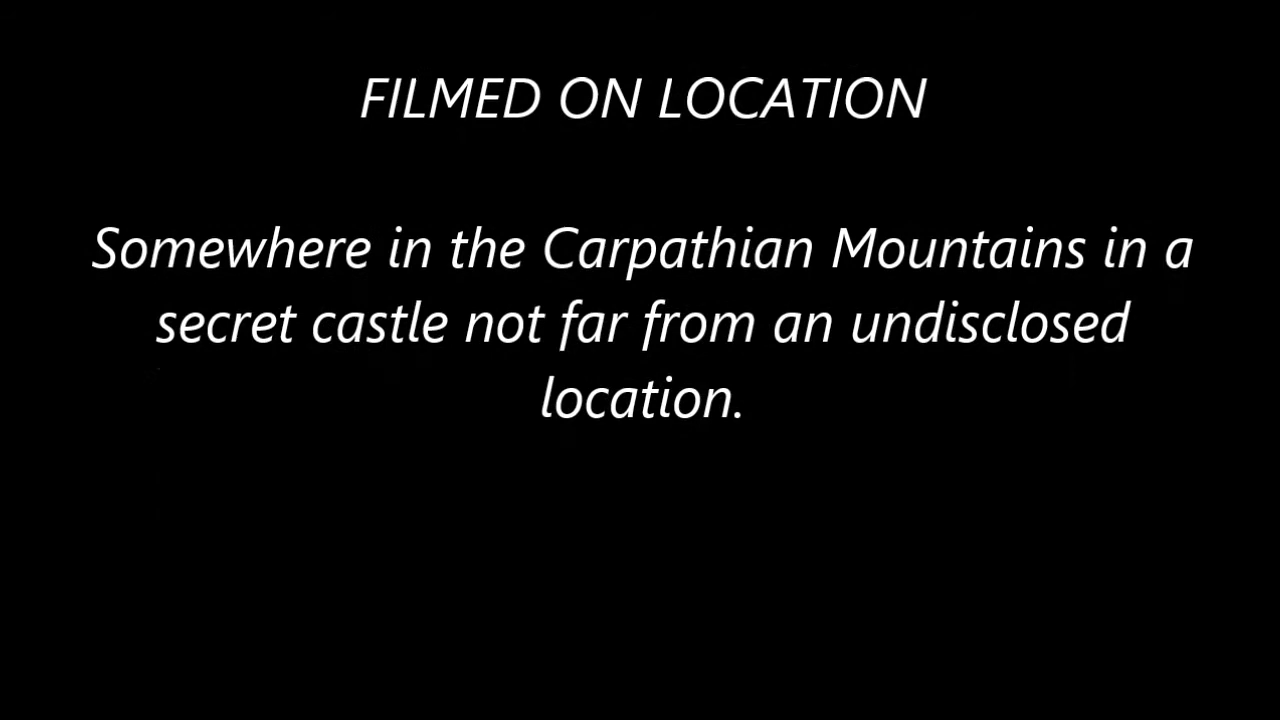 FILMED ON LOCATION
Somewhere in the Carpathian Mountains in a
secret castle not far from an undisclosed
location.